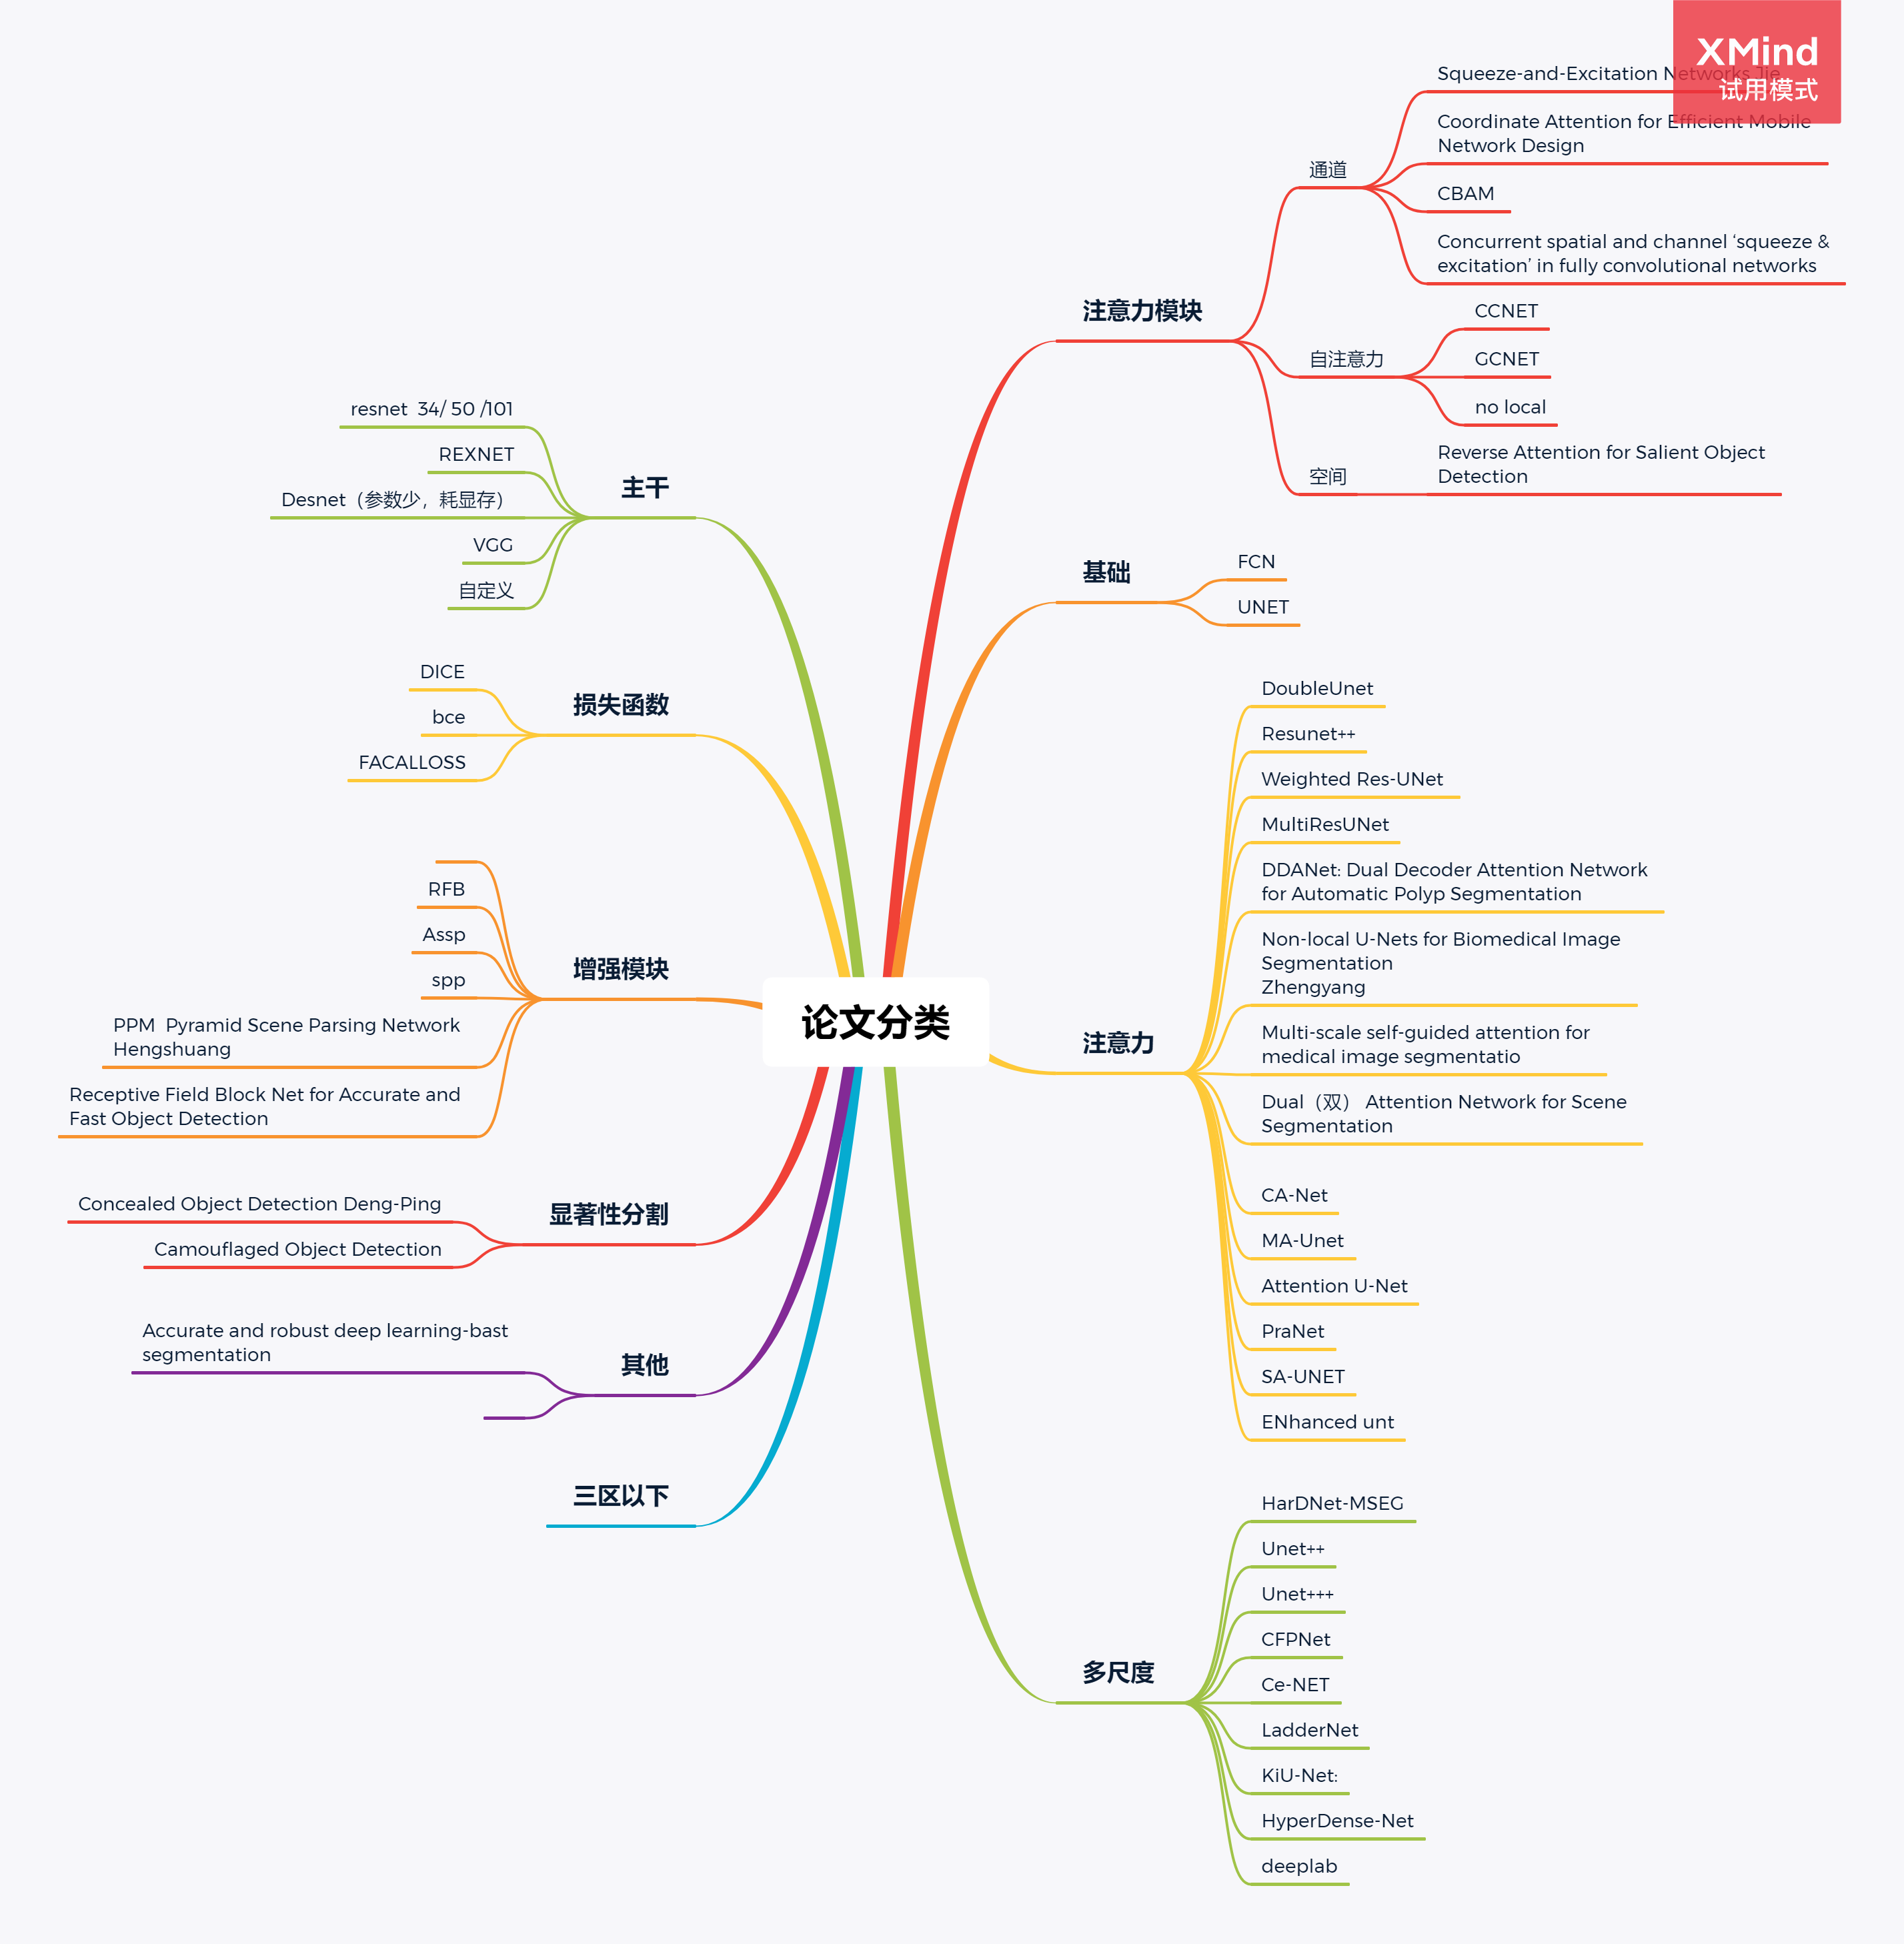 XMind
试用模式
论文分类
注意力模块
通道
Squeeze-and-Excitation Networks Jie
Coordinate Attention for Efficient Mobile
Network Design
CBAM
Concurrent spatial and channel ‘squeeze &
excitation’ in fully convolutional networks
自注意力
CCNET
GCNET
no local
空间
Reverse Attention for Salient Object
Detection
基础
FCN
UNET
注意力
DoubleUnet
Resunet++
Weighted Res-UNet
MultiResUNet
DDANet: Dual Decoder Attention Network
for Automatic Polyp Segmentation
Non-local U-Nets for Biomedical Image
Segmentation
Zhengyang
Multi-scale self-guided attention for
medical image segmentatio
Dual（双） Attention Network for Scene
Segmentation
CA-Net
MA-Unet
Attention U-Net
PraNet
SA-UNET
ENhanced unt
多尺度
HarDNet-MSEG
Unet++
Unet+++
CFPNet
Ce-NET
LadderNet
KiU-Net:
HyperDense-Net
deeplab
主干
resnet  34/ 50 /101
REXNET
Desnet（参数少，耗显存）
VGG
自定义
损失函数
DICE
bce
FACALLOSS
增强模块
RFB
Assp
spp
PPM  Pyramid Scene Parsing Network
Hengshuang
Receptive Field Block Net for Accurate and
Fast Object Detection
显著性分割
Concealed Object Detection Deng-Ping
Camouflaged Object Detection
其他
Accurate and robust deep learning-bast
segmentation
三区以下